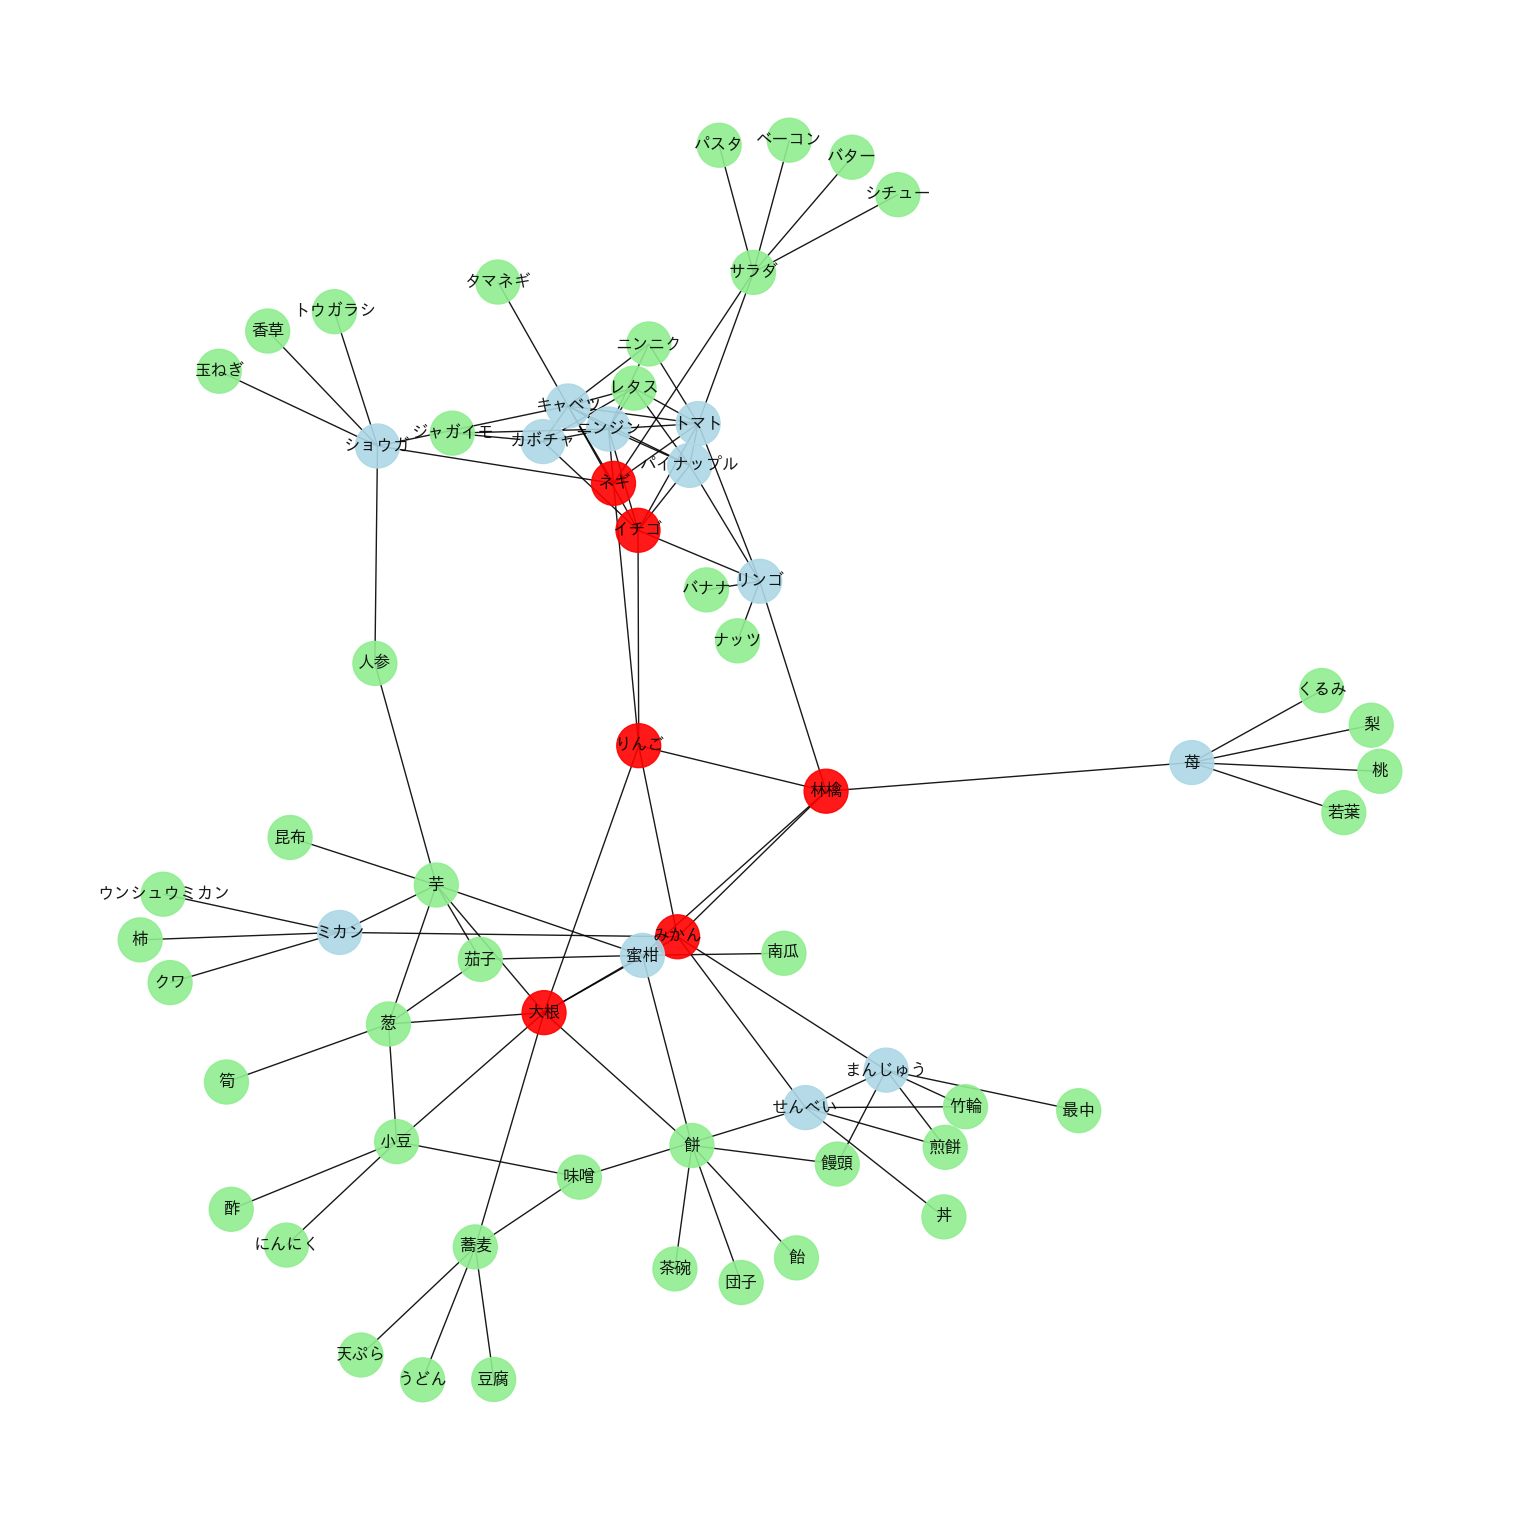 パスタ
ベーコン
バター
シチュー
サラダ
タマネギ
トウガラシ
香草
ニンニク
玉ねぎ
レタス
キャベツ
トマト
ニンジン
ジャガイモ
カボチャ
ショウガ
パイナップル
ネギ
イチゴ
リンゴ
バナナ
ナッツ
人参
くるみ
梨
りんご
苺
桃
林檎
若葉
昆布
芋
ウンシュウミカン
ミカン
みかん
柿
南瓜
蜜柑
茄子
クワ
大根
葱
まんじゅう
筍
せんべい
竹輪
最中
小豆
餅
煎餅
饅頭
味噌
酢
丼
にんにく
蕎麦
飴
茶碗
団子
天ぷら
うどん
豆腐